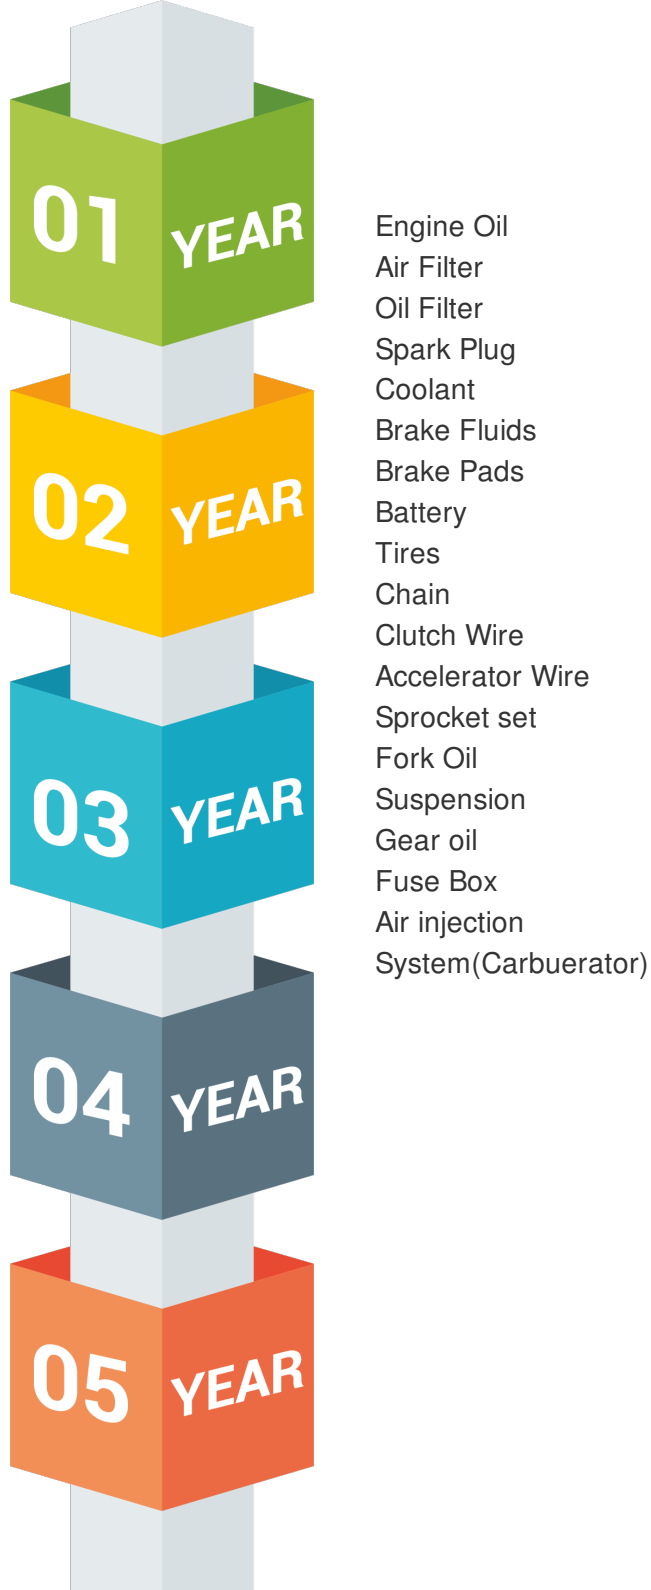 01 YEAR
Engine Oil
Air Filter
Oil Filter
Spark Plug
Coolant
Brake Fluids
Brake Pads
Battery
Tires
Chain
Clutch Wire
Accelerator Wire
Sprocket set
Fork Oil
Suspension
Gear oil
Fuse Box
Air injection
System(Carbuerator)
02 YEAR
03 YEAR
04 YEAR
05 YEAR